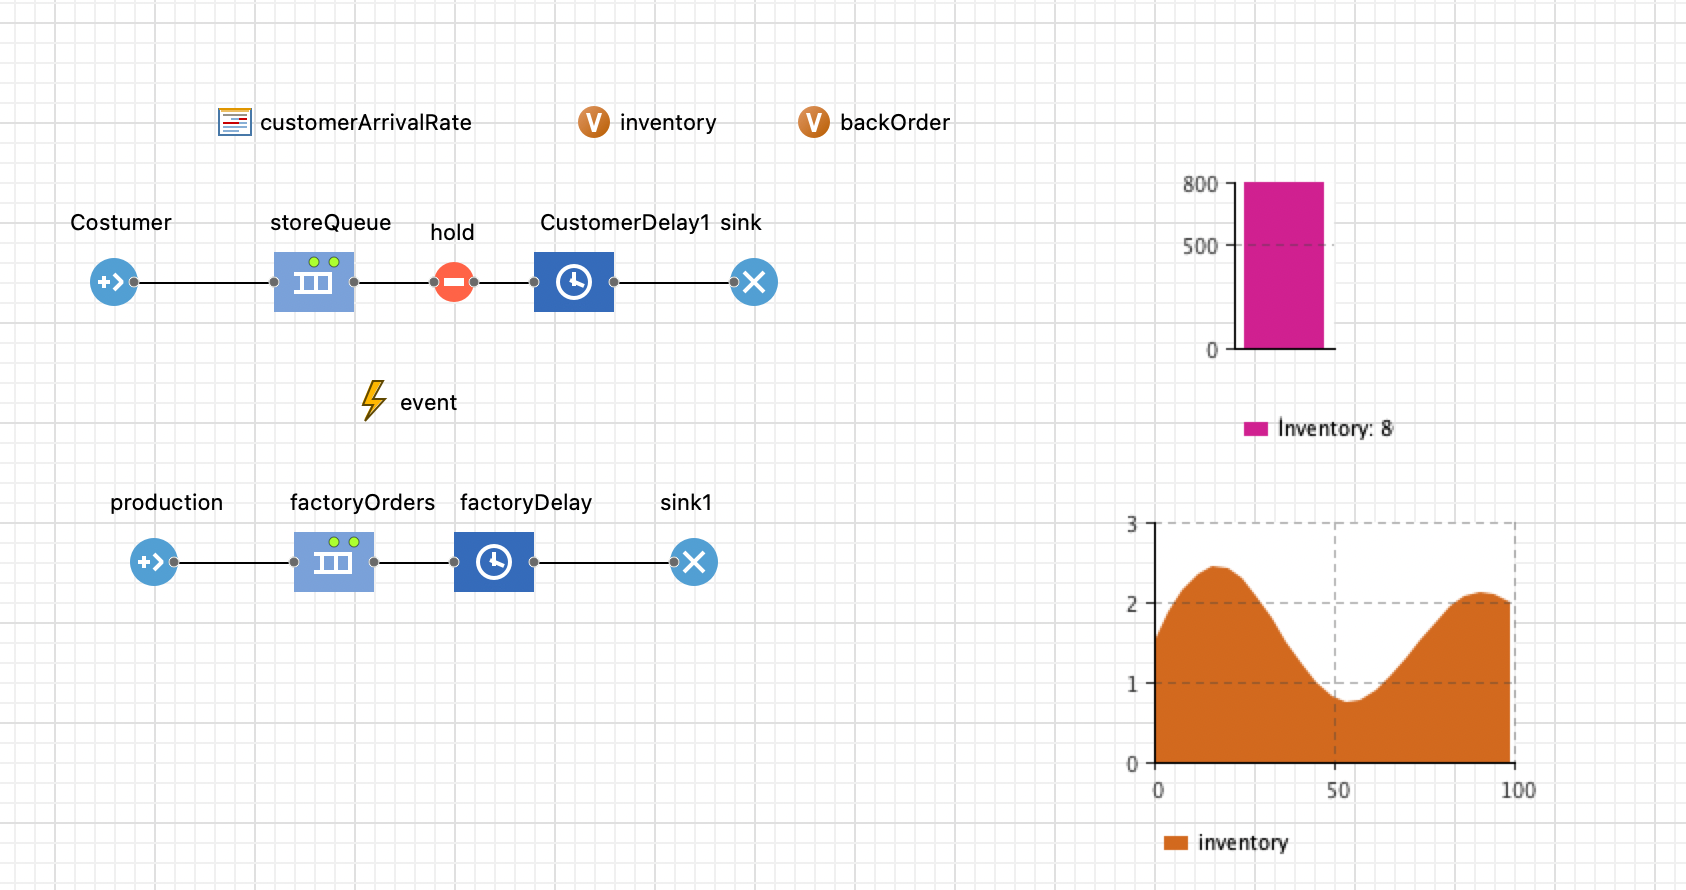 customerArrivalRate
V inventory
V backOrder
Costumer
storeQueue
hold
CustomerDelay1
sink
event
production
factoryOrders
factoryDelay
sink1
800
500
0
Inventory: 8
3
2
1
0
0 50 100
inventory